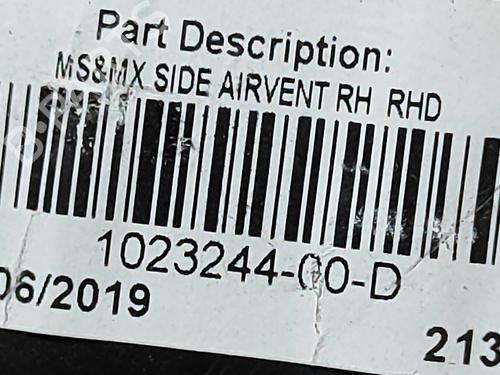 Part Description:
MS&MX SIDE AIRVENT RH RHD
1023244-00-D
06/2019
213